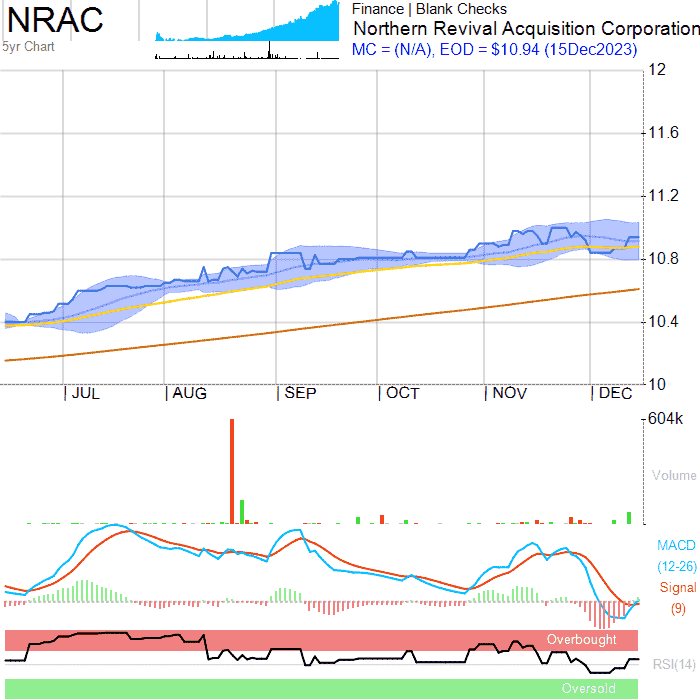 NRAC
5yr Chart
Finance | Blank Checks
Northern Revival Acquisition Corporation
MC = (N/A), EOD = $10.94 (15Dec2023)
12
11.6
11.2
10.8
10.4
10
JUL AUG SEP OCT NOV DEC
604k
Volume
MACD
(12-26)
Signal
(9)
Overbought
RSI(14)
Oversold